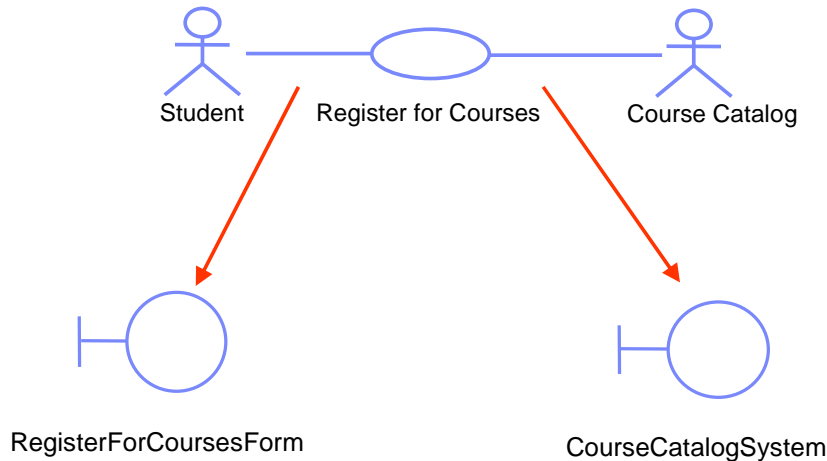 Student
Register for Courses
Course Catalog
RegisterForCoursesForm
CourseCatalogSystem